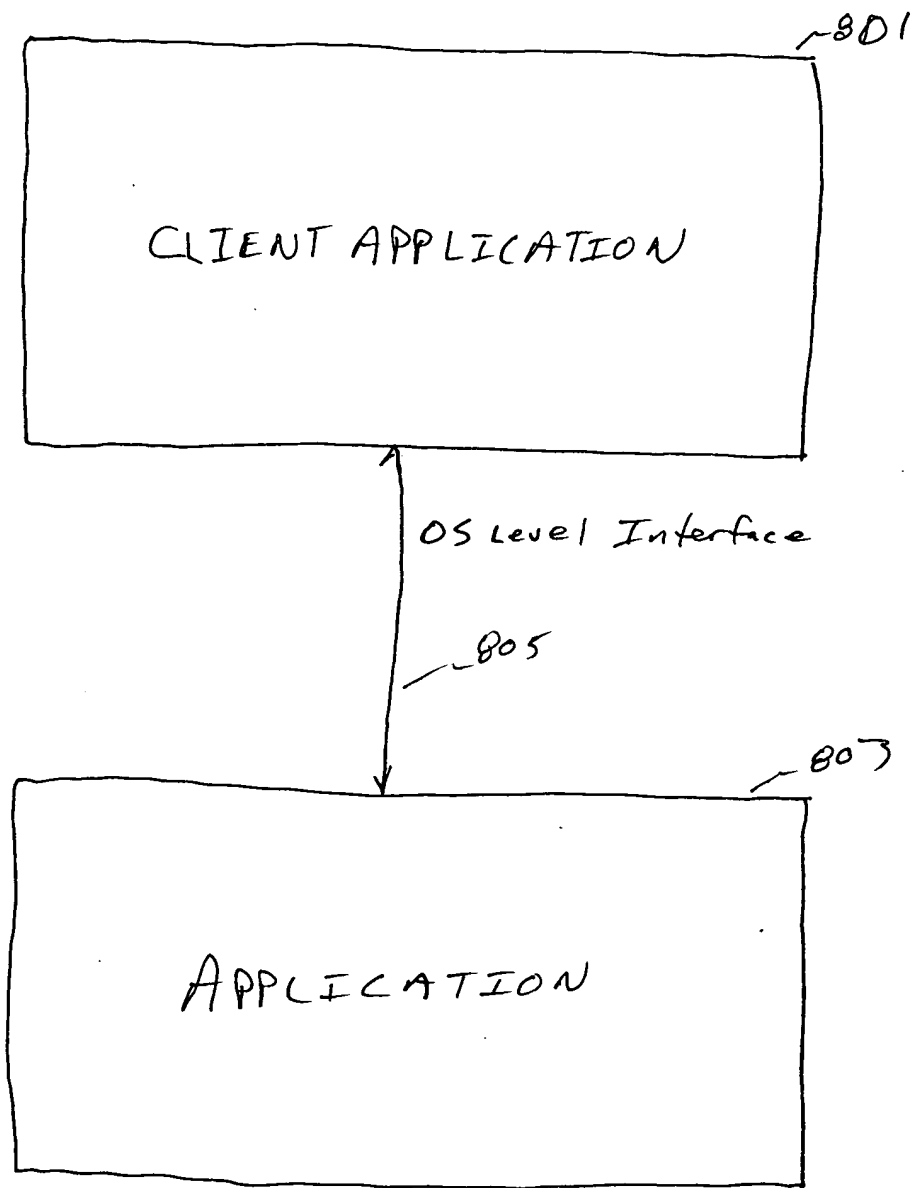 801
CLIENT APPLICATION
OS Level Interface
805
803
APPLICATION